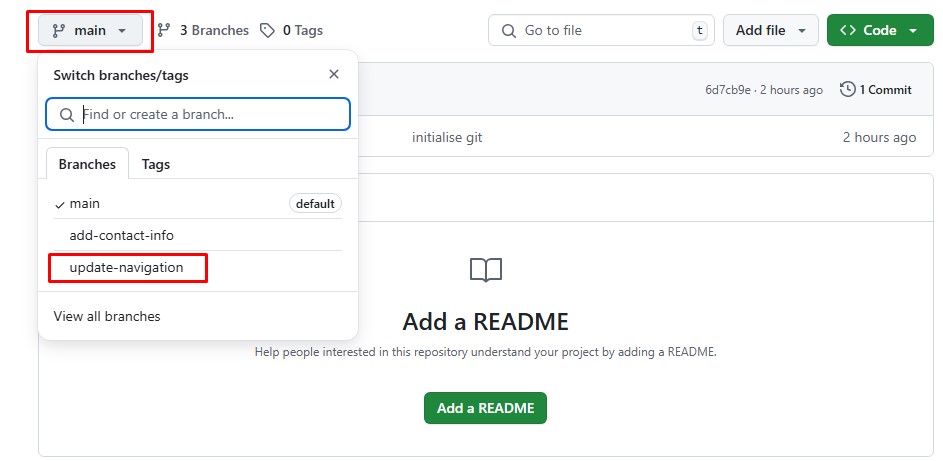 main 3 Branches 0 Tags Go to file t Add file Code
Switch branches/tags
6d7cb9e · 2 hours ago 1 Commit
Find or create a branch...
initialise git 2 hours ago
Branches Tags
main default
add-contact-info
update-navigation
View all branches
Add a README
Help people interested in this repository understand your project by adding a README.
Add a README